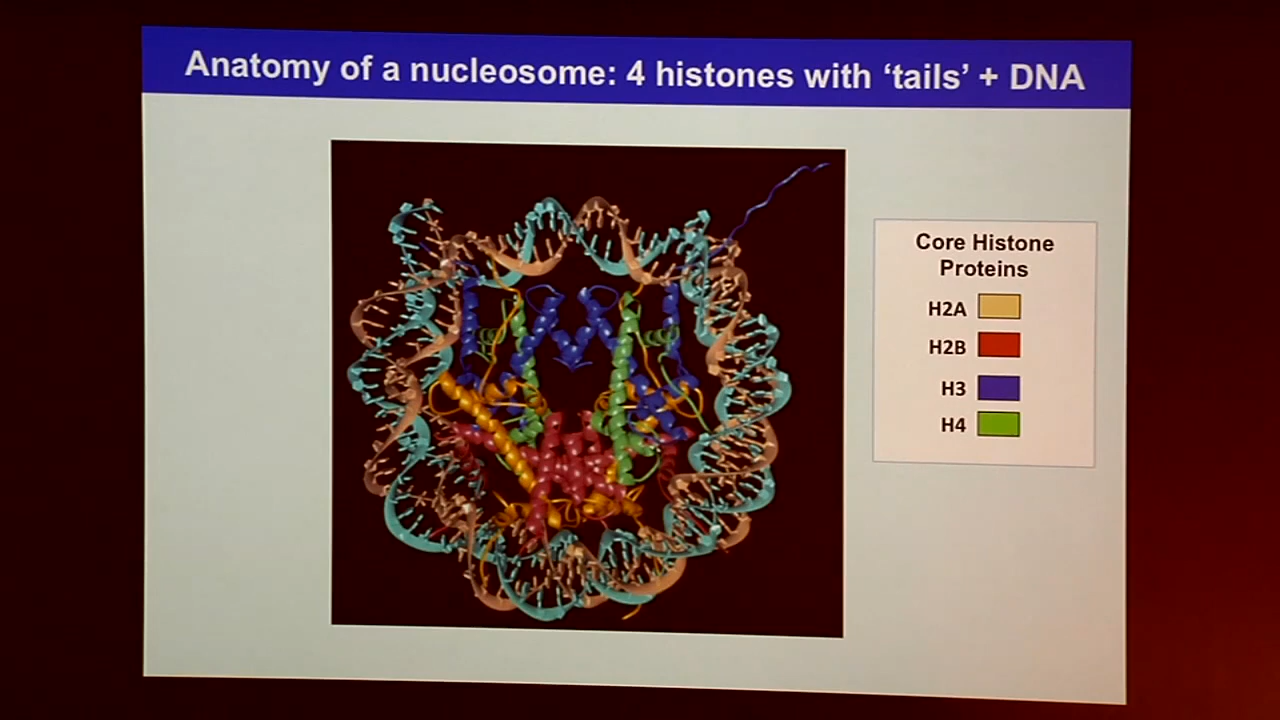 Anatomy of a nucleosome: 4 histones with ‘tails’ + DNA
Core Histone
Proteins
H2A
H2B
H3
H4